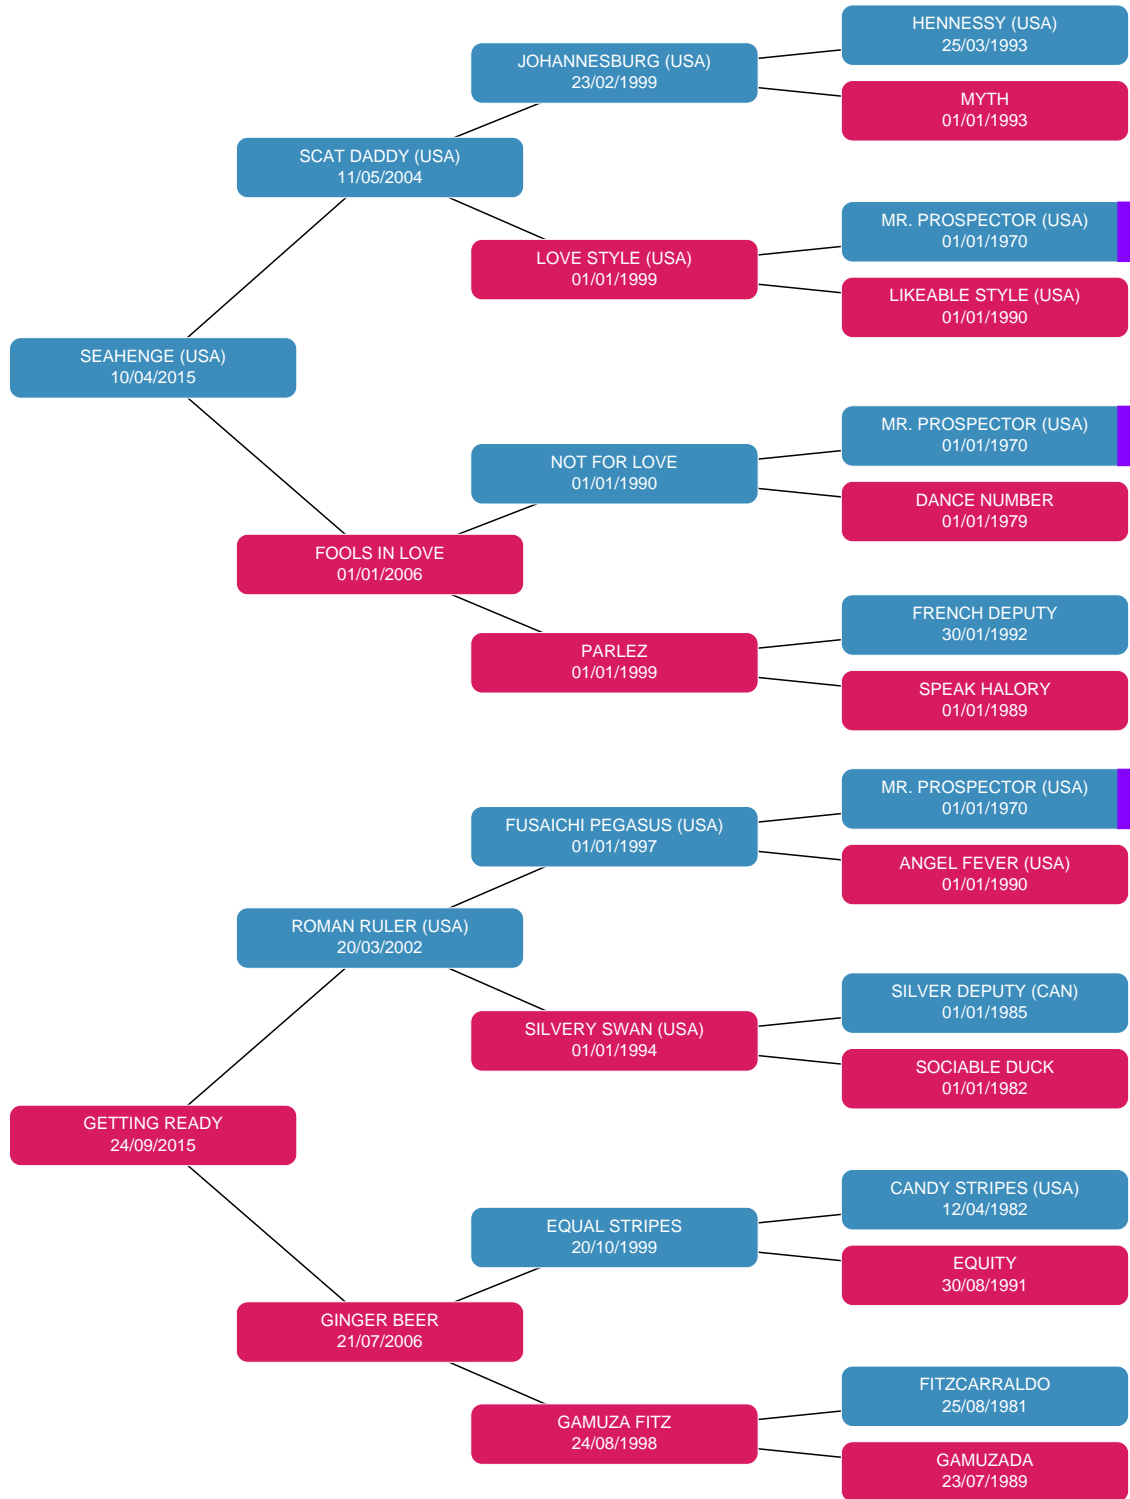 HENNESSY (USA)
25/03/1993
JOHANNESBURG (USA)
23/02/1999
MYTH
01/01/1993
SCAT DADDY (USA)
11/05/2004
MR. PROSPECTOR (USA)
01/01/1970
LOVE STYLE (USA)
01/01/1999
LIKEABLE STYLE (USA)
01/01/1990
SEAHENGE (USA)
10/04/2015
MR. PROSPECTOR (USA)
01/01/1970
NOT FOR LOVE
01/01/1990
DANCE NUMBER
01/01/1979
FOOLS IN LOVE
01/01/2006
FRENCH DEPUTY
30/01/1992
PARLEZ
01/01/1999
SPEAK HALORY
01/01/1989
MR. PROSPECTOR (USA)
01/01/1970
FUSAICHI PEGASUS (USA)
01/01/1997
ANGEL FEVER (USA)
01/01/1990
ROMAN RULER (USA)
20/03/2002
SILVER DEPUTY (CAN)
01/01/1985
SILVERY SWAN (USA)
01/01/1994
SOCIABLE DUCK
01/01/1982
GETTING READY
24/09/2015
CANDY STRIPES (USA)
12/04/1982
EQUAL STRIPES
20/10/1999
EQUITY
30/08/1991
GINGER BEER
21/07/2006
FITZCARRALDO
25/08/1981
GAMUZA FITZ
24/08/1998
GAMUZADA
23/07/1989